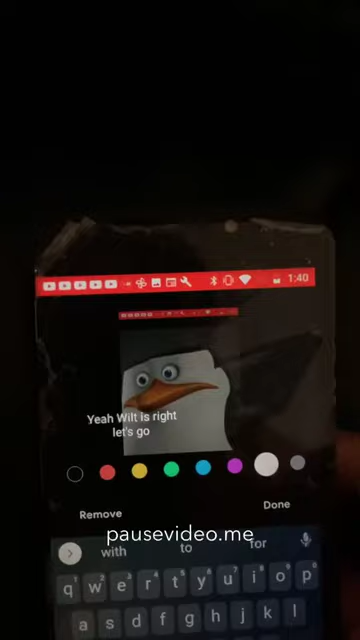 1:40
Yeah Wilt is right
let's go
Remove
Done
pausevideo.me
with
to
for
q w e r t y u i o p
a s d f g h j k l